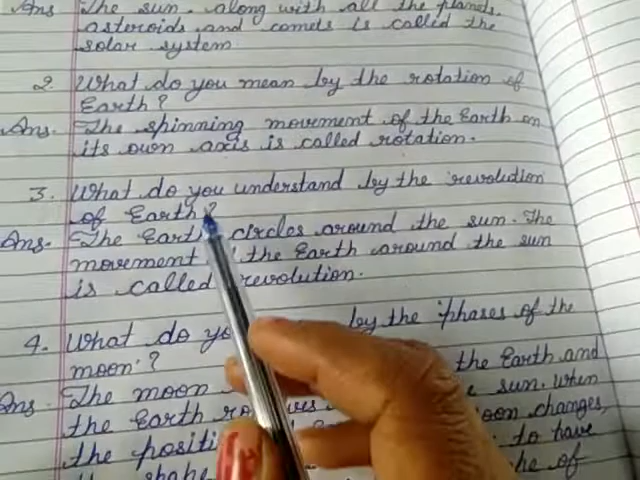 Ans The sun along with all the planets,
asteroids and comets is called the
solar system.
2. What do you mean by the rotation of
Earth?
Ans. The spinning movement of the Earth on
its own axis is called rotation.
3. What do you understand by the revolution
of Earth?
Ans. The Earth circles around the sun. The
movement the Earth around the sun
is called revolution.
4. What do by the phases of the
moon?
Ans. The moon the Earth and
the Earth sun. When
moon changes,
the to have
of